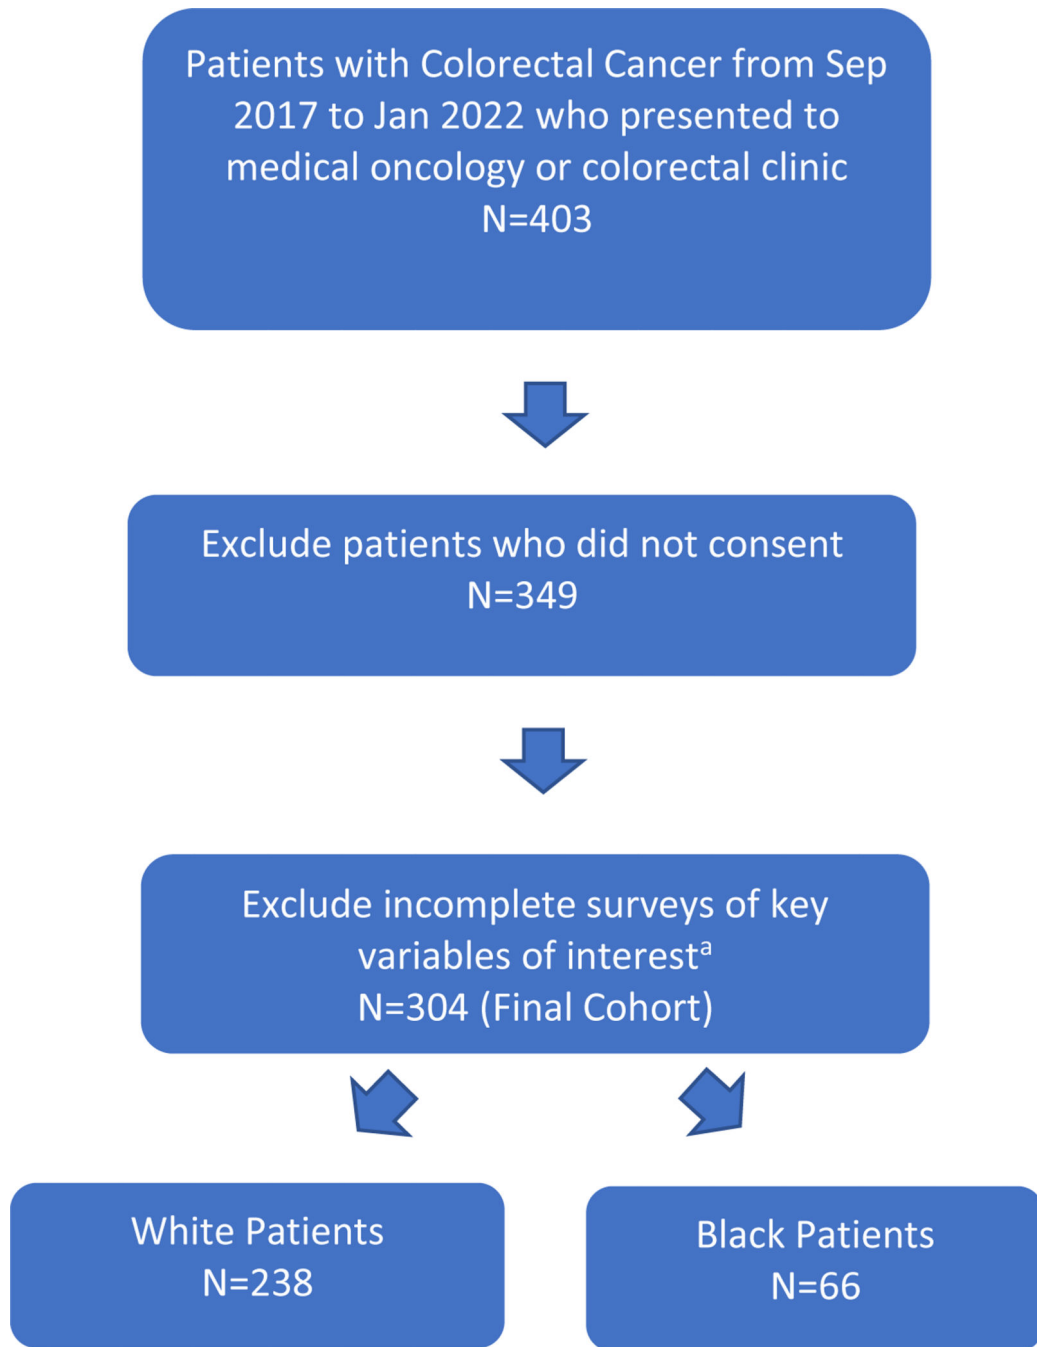 Patients with Colorectal Cancer from Sep
2017 to Jan 2022 who presented to
medical oncology or colorectal clinic
N=403
Exclude patients who did not consent
N=349
Exclude incomplete surveys of key
variables of interestᵃ
N=304 (Final Cohort)
White Patients
N=238
Black Patients
N=66